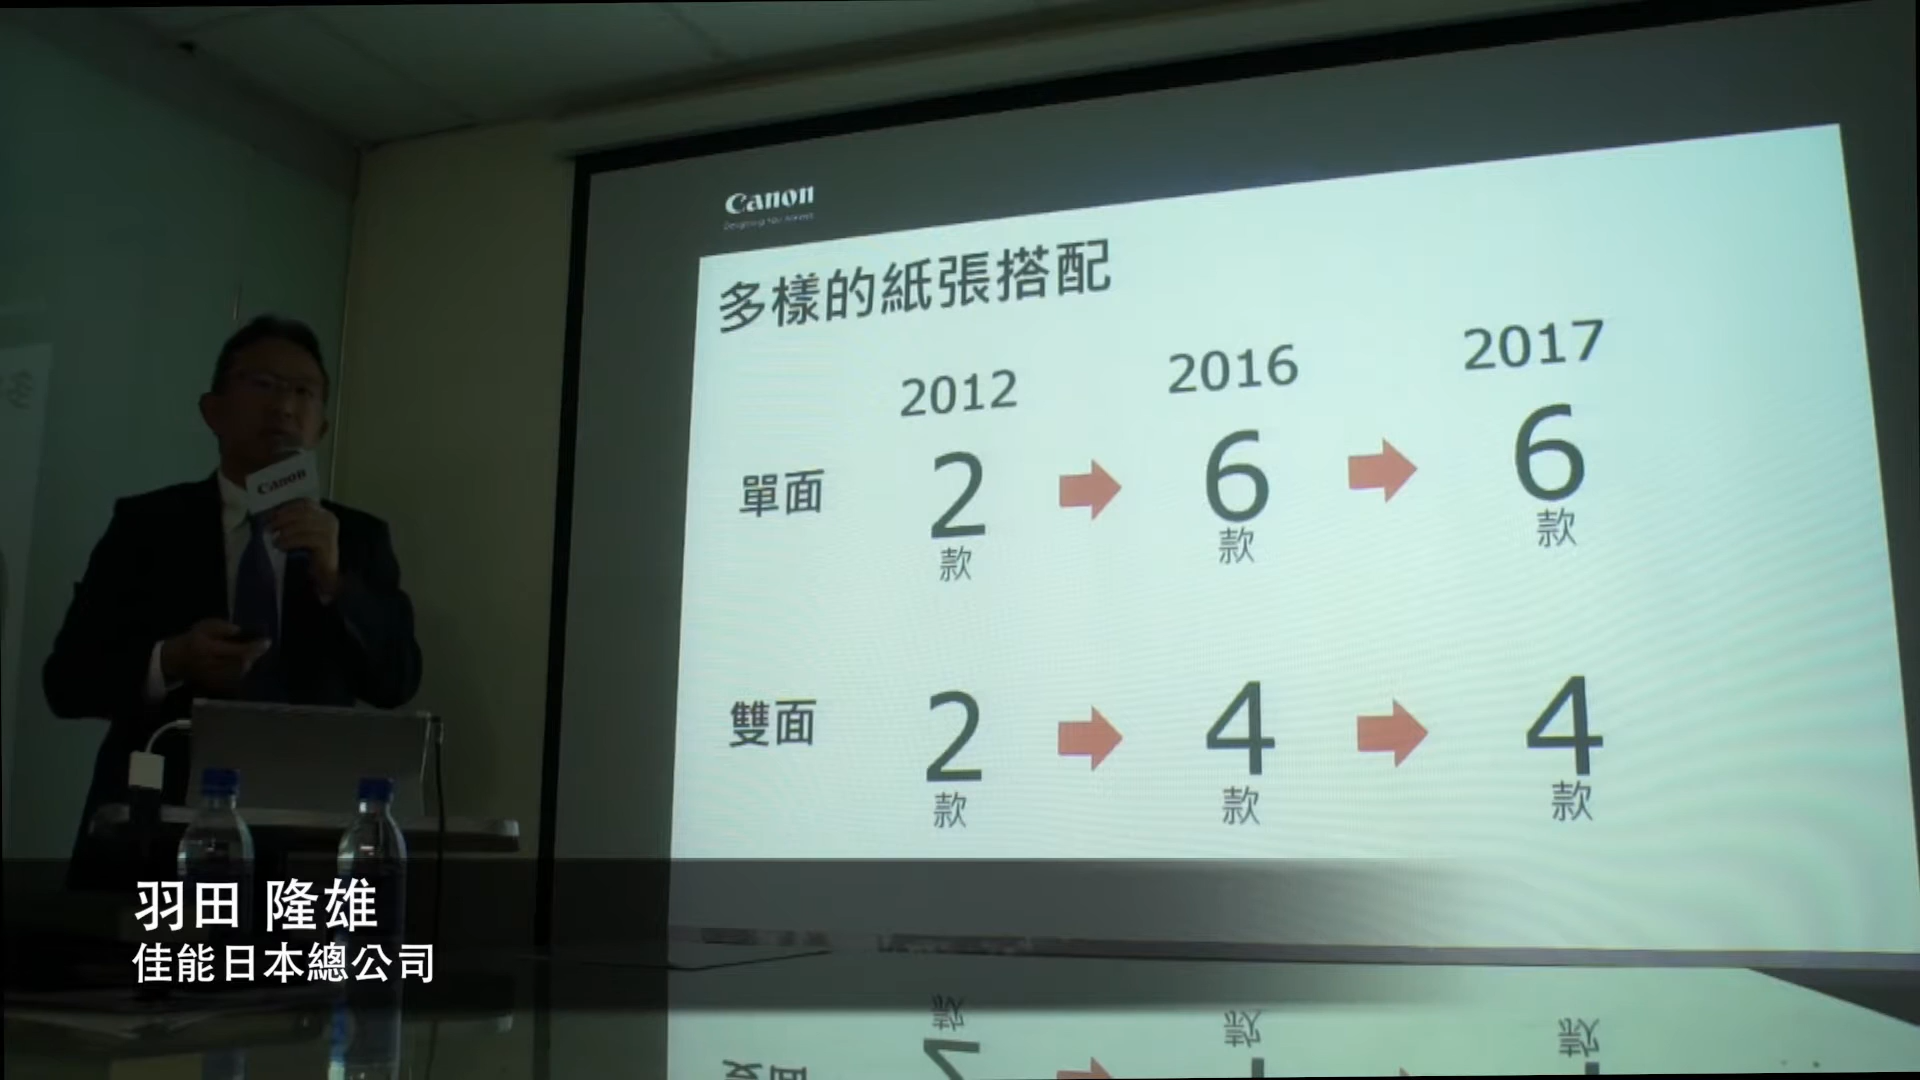 Canon
多樣的紙張搭配
2012 2016 2017
單面 2 6 6
款 款 款
雙面 2 4 4
款 款 款
Canon
羽田 隆雄
佳能日本總公司